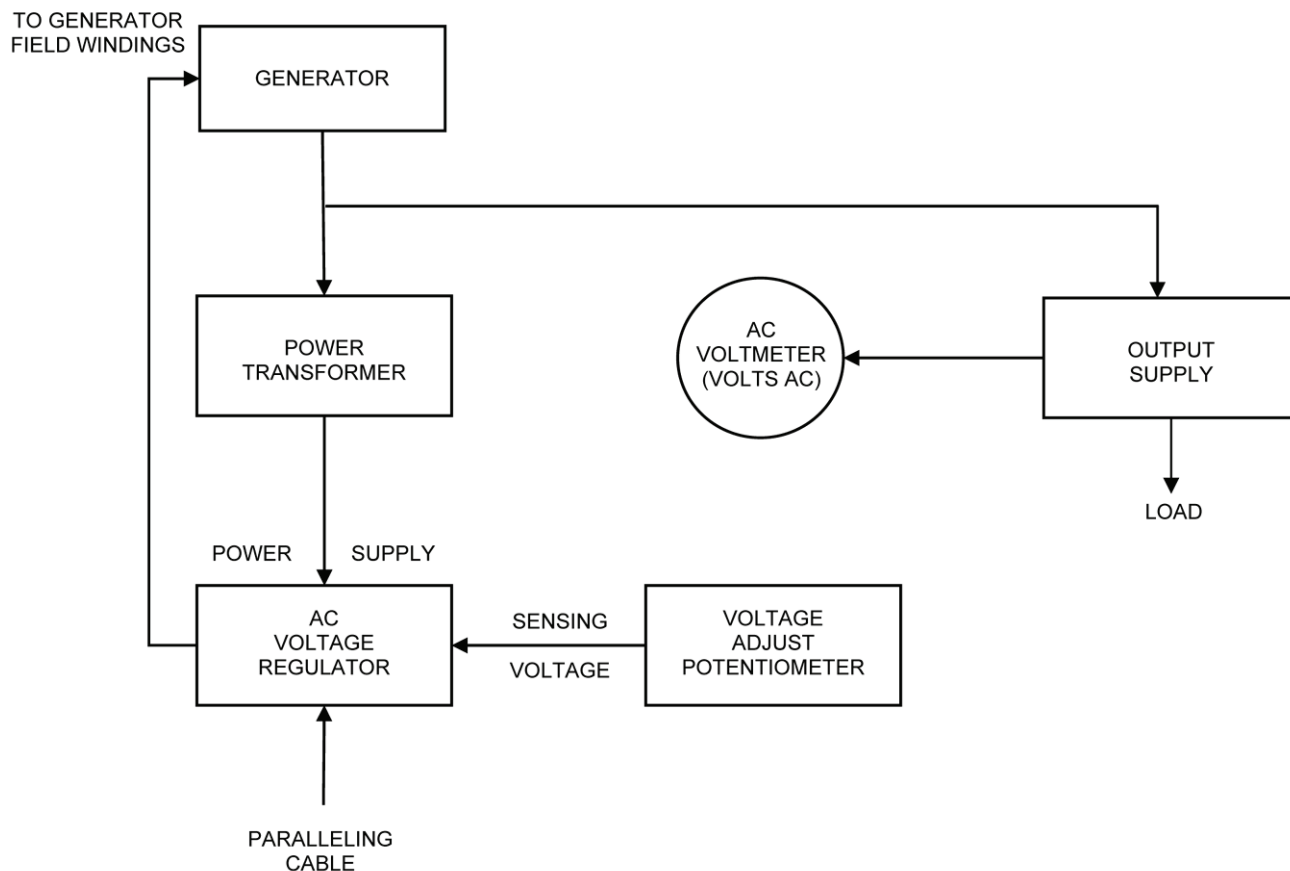 TO GENERATOR
FIELD WINDINGS
GENERATOR
POWER
TRANSFORMER
AC
VOLTMETER
(VOLTS AC)
OUTPUT
SUPPLY
LOAD
POWER SUPPLY
AC
VOLTAGE
REGULATOR
SENSING
VOLTAGE
VOLTAGE
ADJUST
POTENTIOMETER
PARALLELING
CABLE